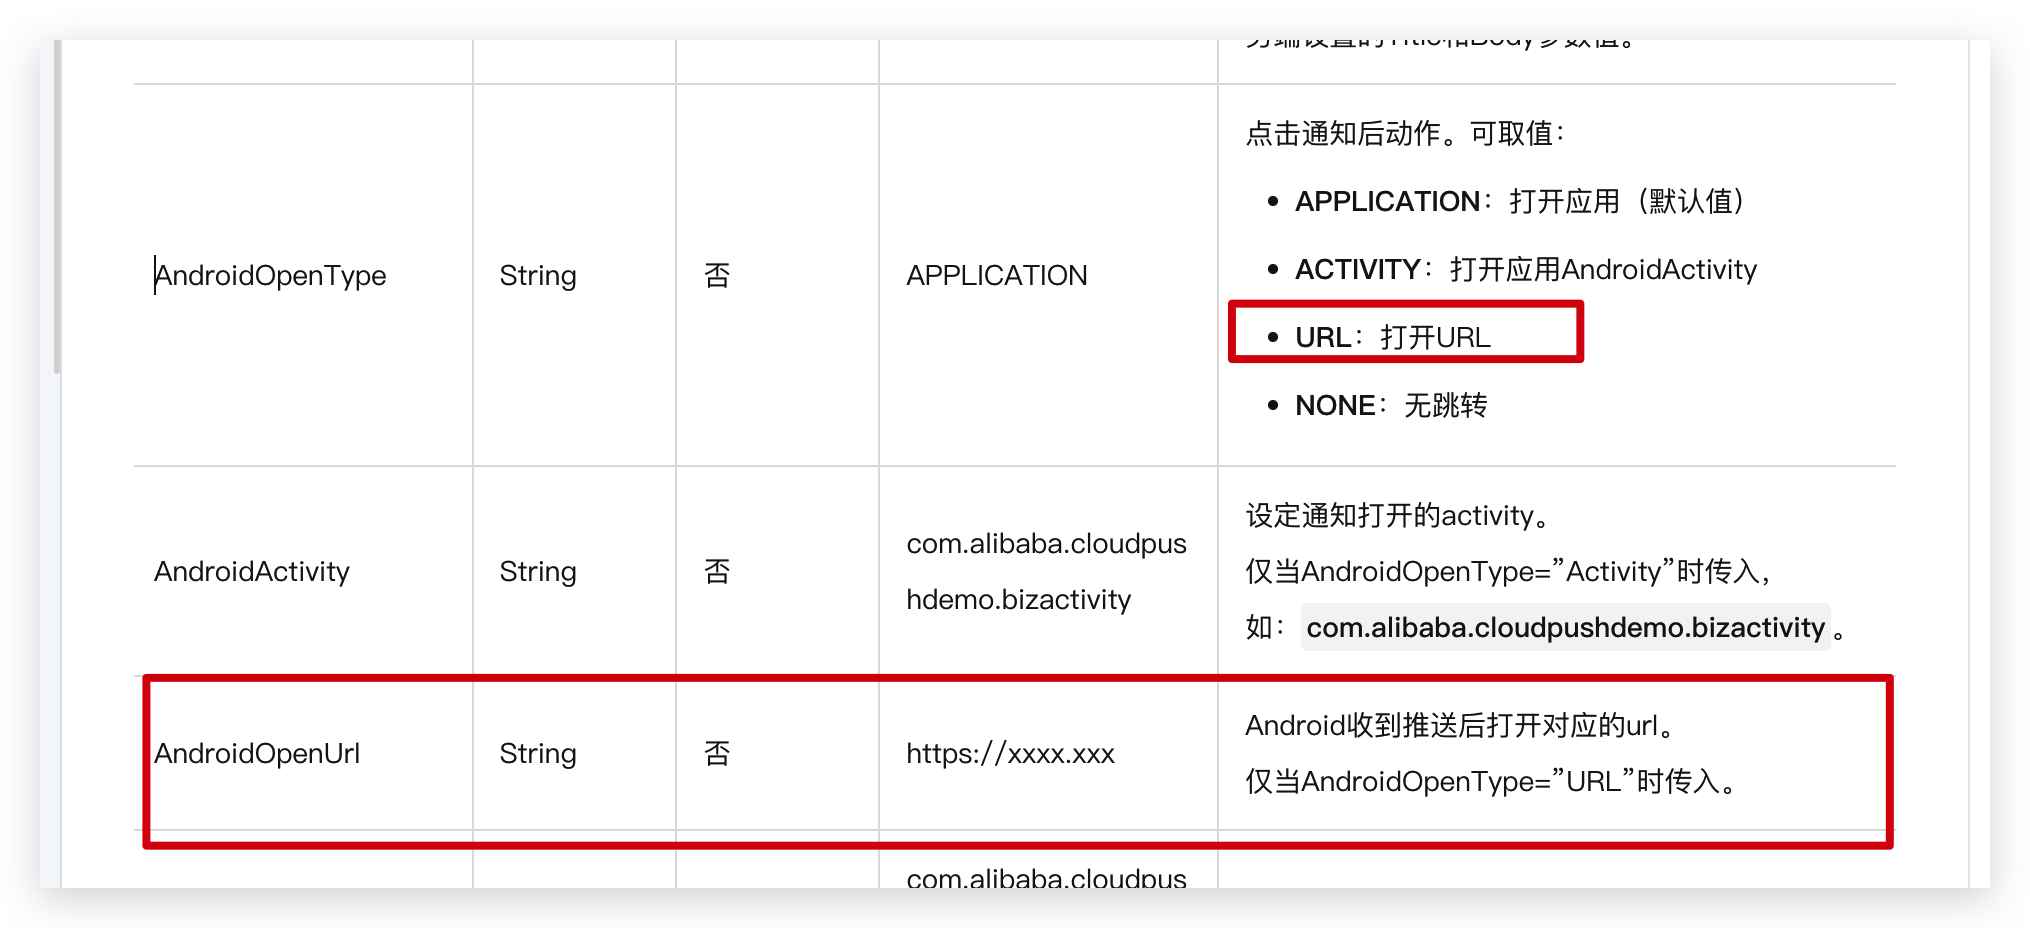 点击通知后动作。可取值：
• APPLICATION：打开应用（默认值）
• ACTIVITY：打开应用AndroidActivity
AndroidOpenType
String
否
APPLICATION
• URL：打开URL
• NONE：无跳转
AndroidActivity
String
否
com.alibaba.cloudpus
hdemo.bizactivity
设定通知打开的activity。
仅当AndroidOpenType=”Activity”时传入，
如：com.alibaba.cloudpushdemo.bizactivity。
AndroidOpenUrl
String
否
https://xxxx.xxx
Android收到推送后打开对应的url。
仅当AndroidOpenType=”URL”时传入。
com.alibaba.cloudpus